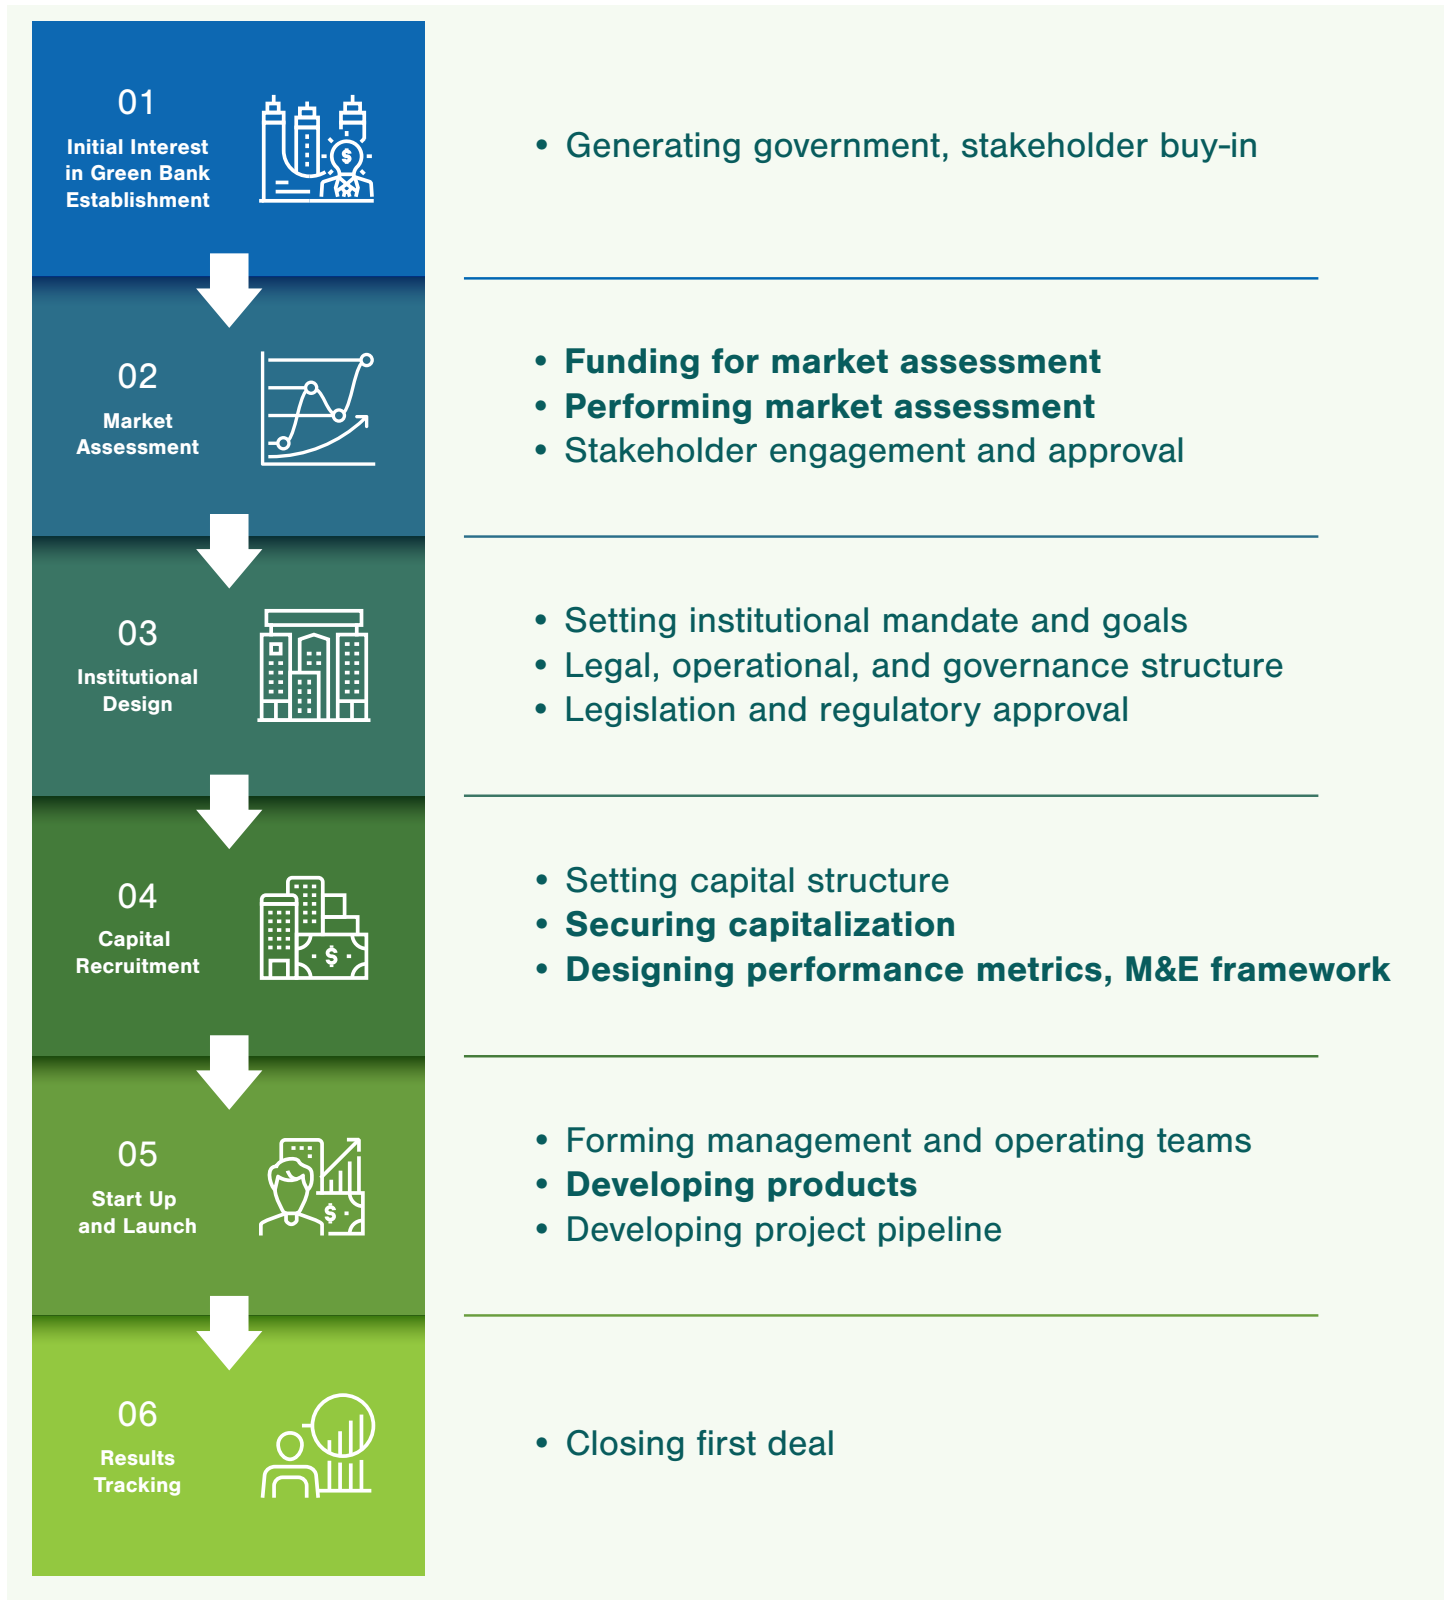 01
Initial Interest
in Green Bank
Establishment
• Generating government, stakeholder buy-in
02
Market
Assessment
• Funding for market assessment
• Performing market assessment
• Stakeholder engagement and approval
03
Institutional
Design
• Setting institutional mandate and goals
• Legal, operational, and governance structure
• Legislation and regulatory approval
04
Capital
Recruitment
• Setting capital structure
• Securing capitalization
• Designing performance metrics, M&E framework
05
Start Up
and Launch
• Forming management and operating teams
• Developing products
• Developing project pipeline
06
Results
Tracking
• Closing first deal